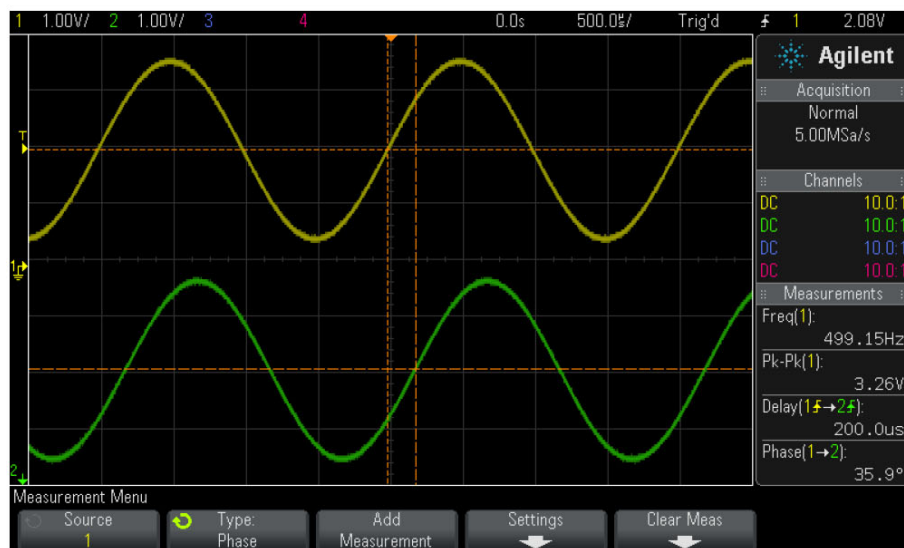 1 1.00V/ 2 1.00V/ 3 4 0.0s 500.0㎲/ Trig'd 1 2.08V
Agilent
Acquisition
Normal
5.00MSa/s
Channels
DC 10.0:1
DC 10.0:1
DC 10.0:1
DC 10.0:1
Measurements
Freq(1):
499.15Hz
Pk-Pk(1):
3.26V
Delay(1→2):
200.0us
Phase(1→2):
35.9°
T
1
2
Measurement Menu
Source
1
Type:
Phase
Add
Measurement
Settings
Clear Meas